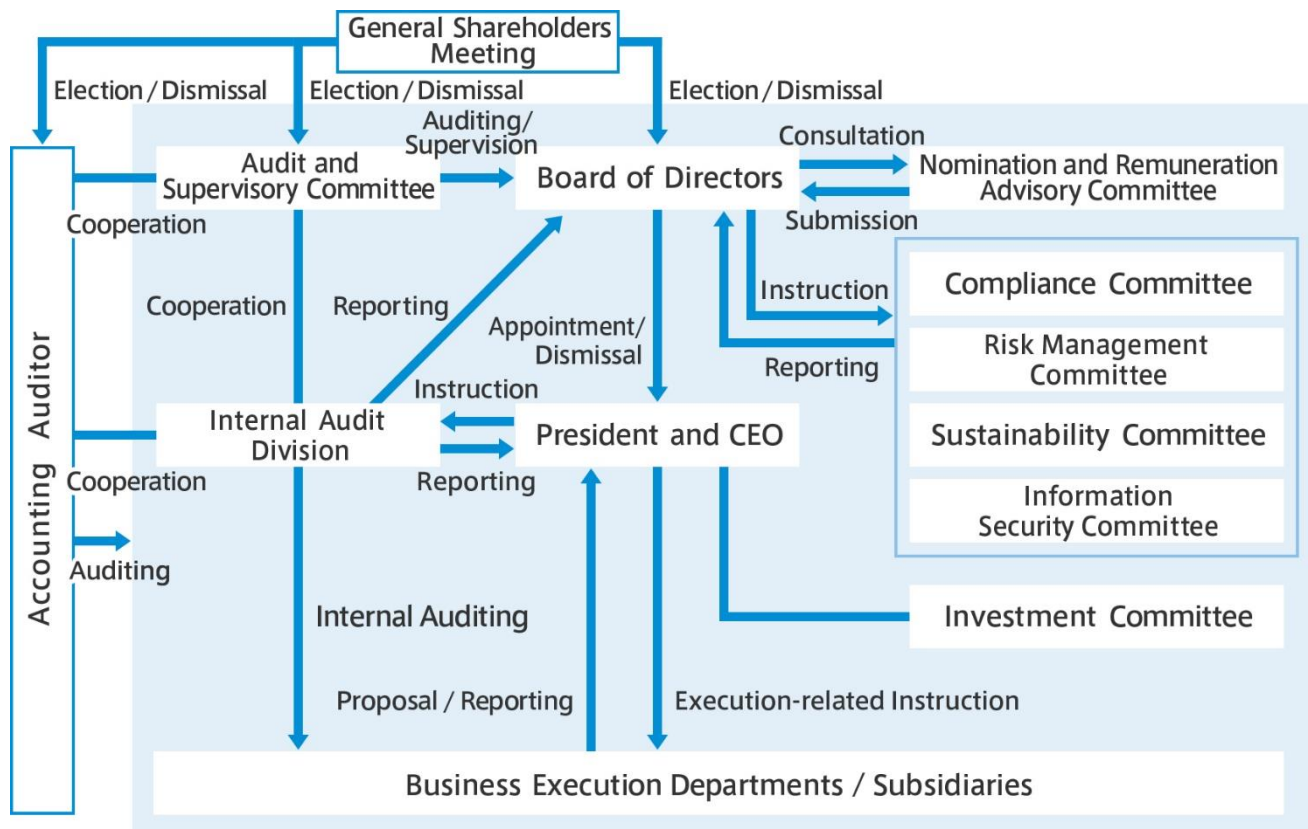 General Shareholders
Meeting
Election / Dismissal
Election / Dismissal
Election / Dismissal
Auditing/
Supervision
Consultation
Audit and
Supervisory Committee
Board of Directors
Nomination and Remuneration
Advisory Committee
Cooperation
Submission
Cooperation
Reporting
Instruction
Compliance Committee
Appointment/
Dismissal
Reporting
Risk Management
Committee
Instruction
Internal Audit
Division
President and CEO
Sustainability Committee
Cooperation
Reporting
Information
Security Committee
Accounting Auditor
Auditing
Internal Auditing
Investment Committee
Proposal / Reporting
Execution-related Instruction
Business Execution Departments / Subsidiaries